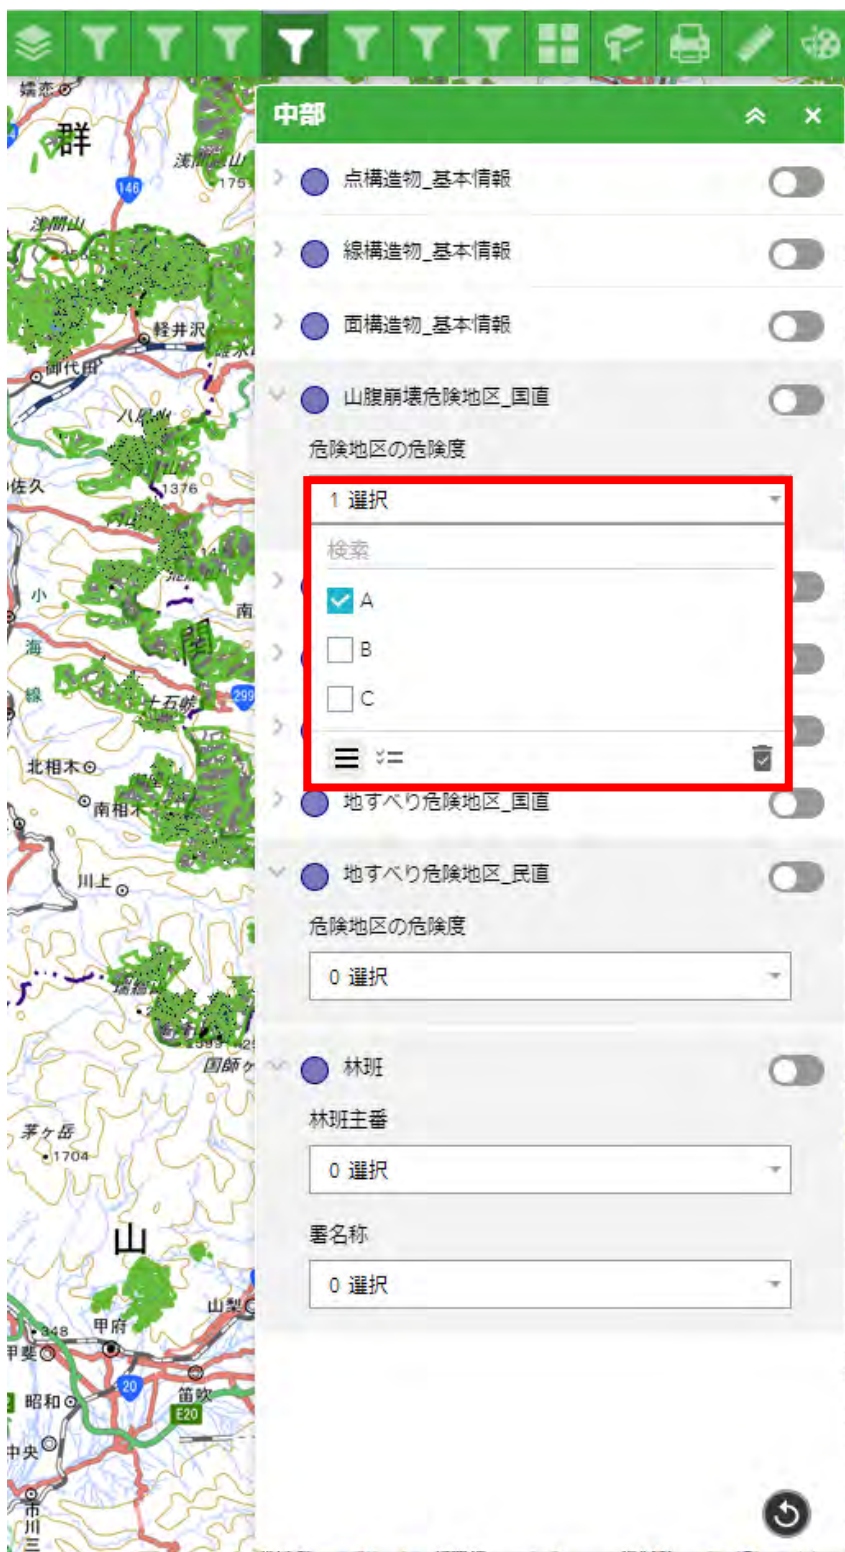 中部
点構造物_基本情報
線構造物_基本情報
面構造物_基本情報
山腹崩壊危険地区_国直
危険地区の危険度
1 選択
検索
A
B
C
地すべり危険地区_国直
地すべり危険地区_民直
危険地区の危険度
0 選択
林班
林班主番
0 選択
署名称
0 選択
嬬恋
群
146
浅間山
軽井沢
御代田
佐久
1376
小
海
線
南
関
十石峠
299
北相木
南相木
川上
国師ヶ
茅ヶ岳
1704
山
山梨
348
甲府
甲斐
20
笛吹
E20
昭和
中央
市川三